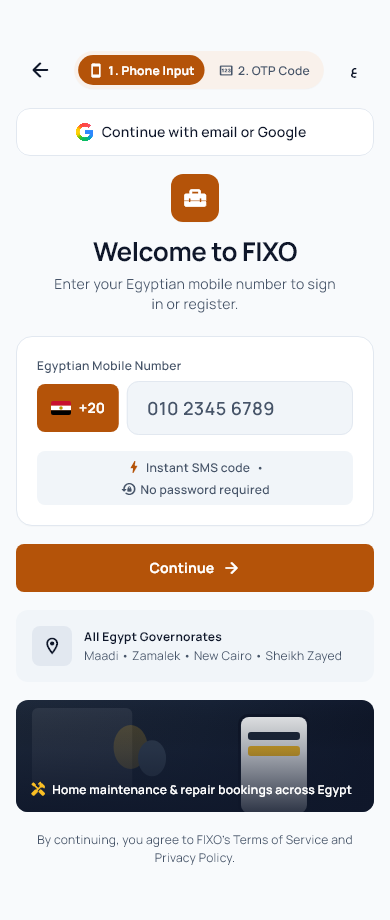 1. Phone Input
123 2. OTP Code
ع
Continue with email or Google
Welcome to FIXO
Enter your Egyptian mobile number to sign
in or register.
Egyptian Mobile Number
+20
010 2345 6789
Instant SMS code •
No password required
Continue
All Egypt Governorates
Maadi • Zamalek • New Cairo • Sheikh Zayed
Home maintenance & repair bookings across Egypt
By continuing, you agree to FIXO's Terms of Service and
Privacy Policy.